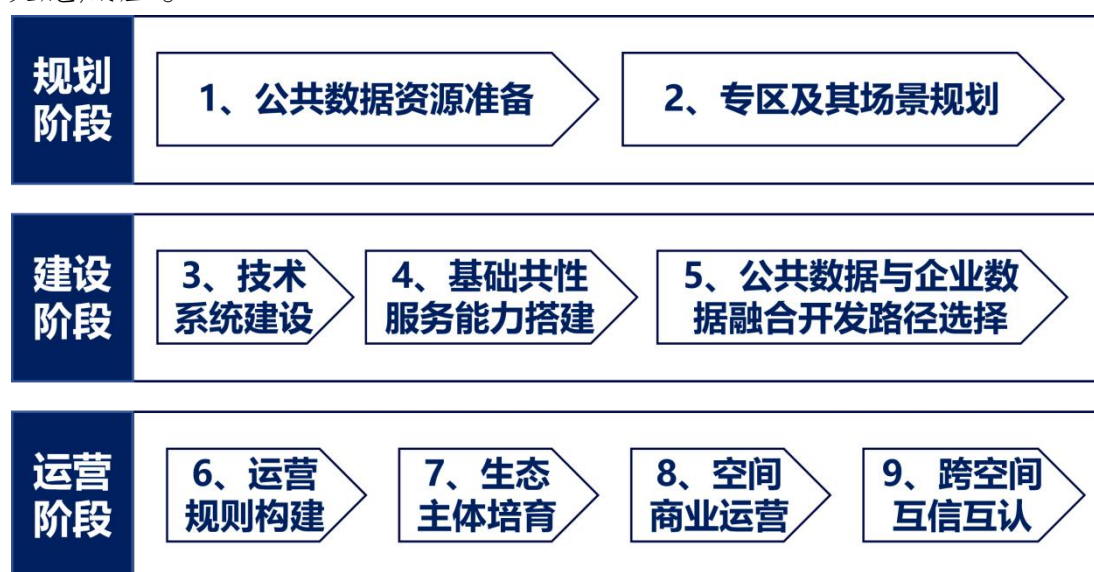 规划
阶段
1、公共数据资源准备
2、专区及其场景规划
建设
阶段
3、技术
系统建设
4、基础共性
服务能力搭建
5、公共数据与企业数
据融合开发路径选择
运营
阶段
6、运营
规则构建
7、生态
主体培育
8、空间
商业运营
9、跨空间
互信互认